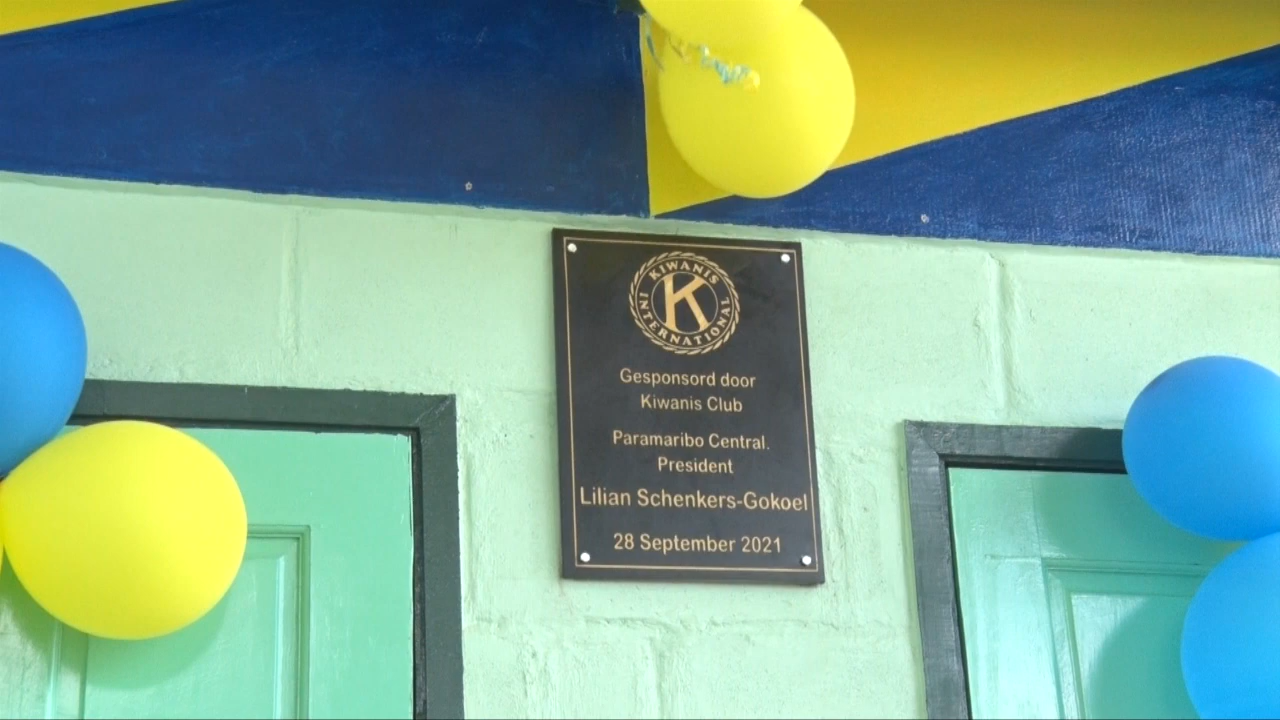 KIWANIS
K
INTERNATIONAL
Gesponsord door
Kiwanis Club
Paramaribo Central.
President
Lilian Schenkers-Gokoel
28 September 2021